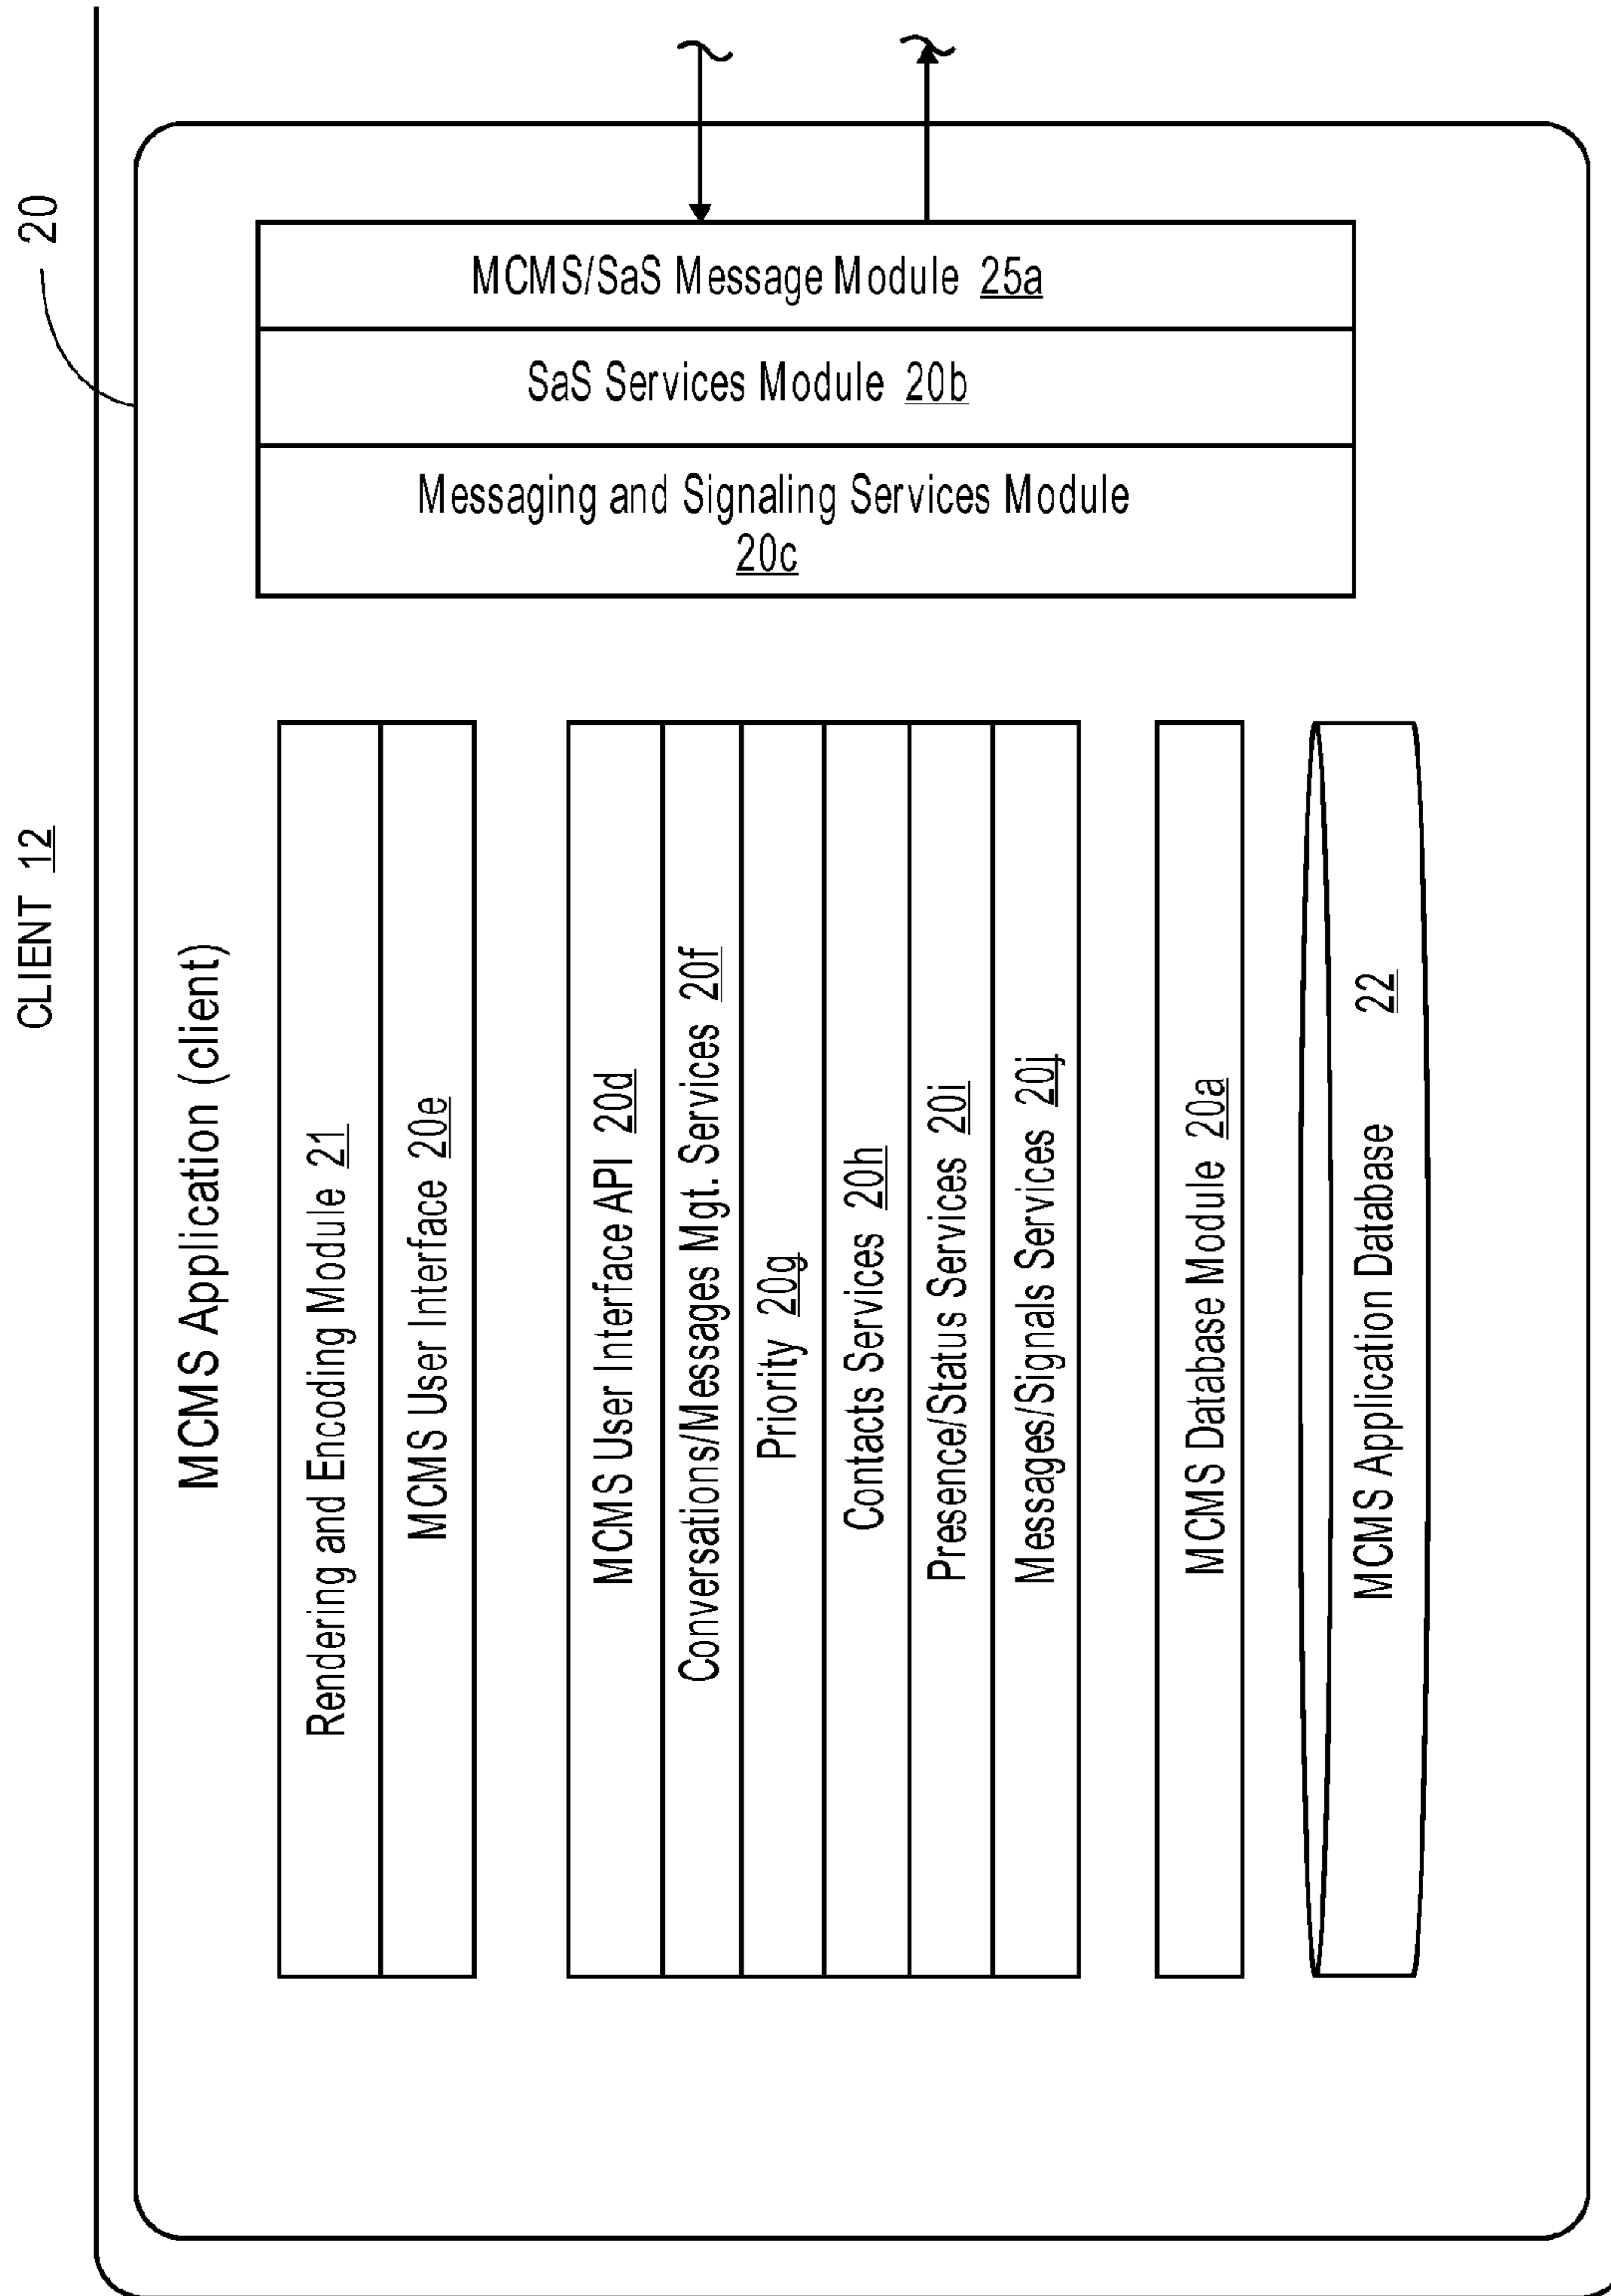 CLIENT 12
20
MCMS Application (client)
Rendering and Encoding Module 21
MCMS User Interface 20e
MCMS User Interface API 20d
Conversations/Messages Mgt. Services 20f
Priority 20g
Contacts Services 20h
Presence/Status Services 20i
Messages/Signals Services 20j
MCMS Database Module 20a
MCMS Application Database 22
MCMS/SaS Message Module 25a
SaS Services Module 20b
Messaging and Signaling Services Module
20c